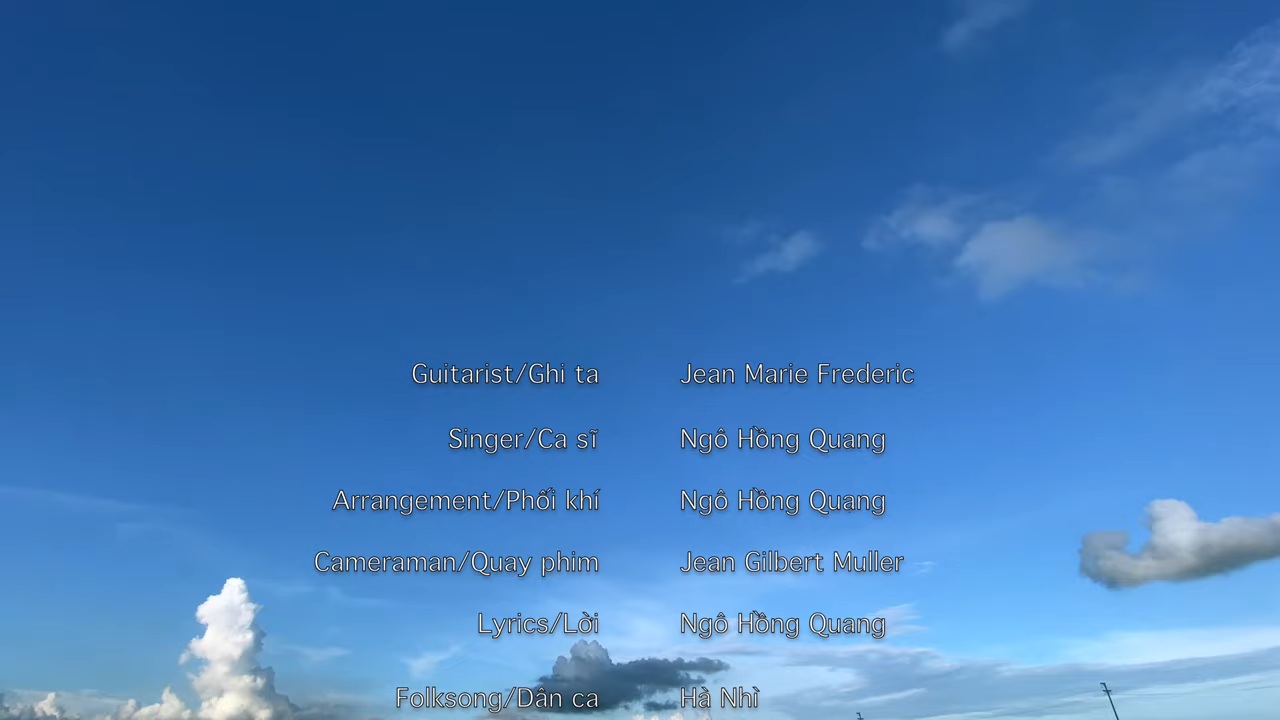 Guitarist/Ghi ta Jean Marie Frederic
Singer/Ca sĩ Ngô Hồng Quang
Arrangement/Phối khí Ngô Hồng Quang
Cameraman/Quay phim Jean Gilbert Muller
Lyrics/Lời Ngô Hồng Quang
Folksong/Dân ca Hà Nhì